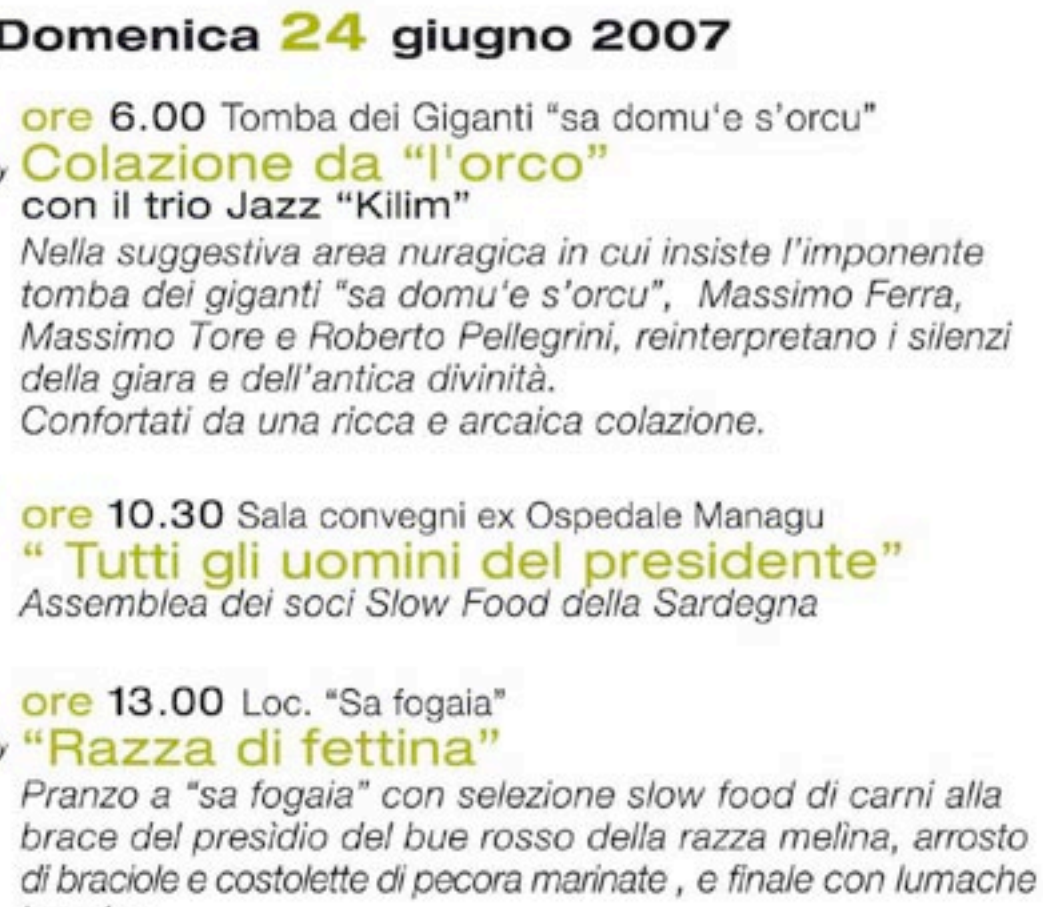 Domenica 24 giugno 2007
ore 6.00 Tomba dei Giganti “sa domu‘e s’orcu”
Colazione da “l'orco”
con il trio Jazz “Kilim”
Nella suggestiva area nuragica in cui insiste l’imponente
tomba dei giganti “sa domu‘e s’orcu”, Massimo Ferra,
Massimo Tore e Roberto Pellegrini, reinterpretano i silenzi
della giara e dell’antica divinità.
Confortati da una ricca e arcaica colazione.
ore 10.30 Sala convegni ex Ospedale Managu
“ Tutti gli uomini del presidente”
Assemblea dei soci Slow Food della Sardegna
ore 13.00 Loc. “Sa fogaia”
“Razza di fettina”
Pranzo a “sa fogaia” con selezione slow food di carni alla
brace del presìdio del bue rosso della razza melìna, arrosto
di braciole e costolette di pecora marinate , e finale con lumache